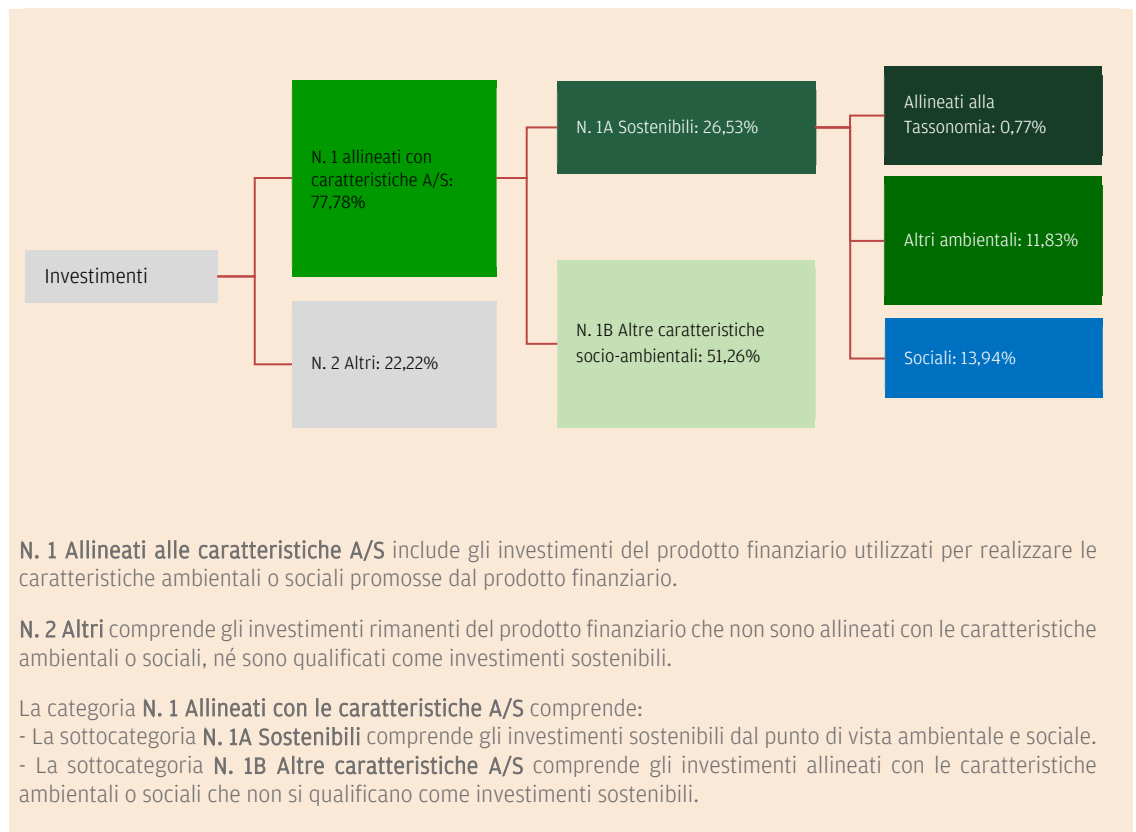 Investimenti
N. 1 allineati con
caratteristiche A/S:
77,78%
N. 2 Altri: 22,22%
N. 1A Sostenibili: 26,53%
N. 1B Altre caratteristiche
socio-ambientali: 51,26%
Allineati alla
Tassonomia: 0,77%
Altri ambientali: 11,83%
Sociali: 13,94%
N. 1 Allineati alle caratteristiche A/S include gli investimenti del prodotto finanziario utilizzati per realizzare le
caratteristiche ambientali o sociali promosse dal prodotto finanziario.
N. 2 Altri comprende gli investimenti rimanenti del prodotto finanziario che non sono allineati con le caratteristiche
ambientali o sociali, né sono qualificati come investimenti sostenibili.
La categoria N. 1 Allineati con le caratteristiche A/S comprende:
- La sottocategoria N. 1A Sostenibili comprende gli investimenti sostenibili dal punto di vista ambientale e sociale.
- La sottocategoria N. 1B Altre caratteristiche A/S comprende gli investimenti allineati con le caratteristiche
ambientali o sociali che non si qualificano come investimenti sostenibili.